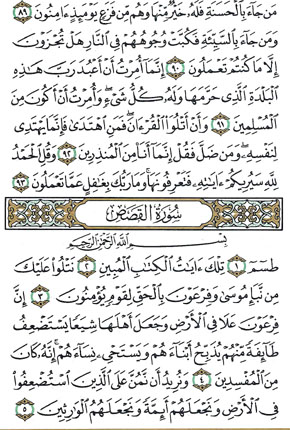 مَن جَآءَ بِٱلْحَسَنَةِ فَلَهُۥ خَيْرٌ مِّنْهَا وَهُم مِّن فَزَعٍ يَوْمَئِذٍ ءَامِنُونَ ٨٩
وَمَن جَآءَ بِٱلسَّيِّئَةِ فَكُبَّتْ وُجُوهُهُمْ فِى ٱلنَّارِ هَلْ تُجْزَوْنَ
إِلَّا مَا كُنتُمْ تَعْمَلُونَ ٩٠ إِنَّمَآ أُمِرْتُ أَنْ أَعْبُدَ رَبَّ هَٰذِهِ
ٱلْبَلْدَةِ ٱلَّذِى حَرَّمَهَا وَلَهُۥ كُلُّ شَىْءٍ ۖ وَأُمِرْتُ أَنْ أَكُونَ مِنَ
ٱلْمُسْلِمِينَ ٩١ وَأَنْ أَتْلُوَا۟ ٱلْقُرْءَانَ ۖ فَمَنِ ٱهْتَدَىٰ فَإِنَّمَا يَهْتَدِى
لِنَفْسِهِۦ ۖ وَمَن ضَلَّ فَقُلْ إِنَّمَآ أَنَا۠ مِنَ ٱلْمُنذِرِينَ ٩٢ وَقُلِ ٱلْحَمْدُ
لِلَّهِ سَيُرِيكُمْ ءَايَٰتِهِۦ فَتَعْرِفُونَهَا ۚ وَمَا رَبُّكَ بِغَٰفِلٍ عَمَّا تَعْمَلُونَ ٩٣
سُورَةُ القَصَصِ
بِسْمِ ٱللَّهِ ٱلرَّحْمَٰنِ ٱلرَّحِيمِ
طسٓمٓ ١ تِلْكَ ءَايَٰتُ ٱلْكِتَٰبِ ٱلْمُبِينِ ٢ نَتْلُوا۟ عَلَيْكَ
مِن نَّبَإِ مُوسَىٰ وَفِرْعَوْنَ بِٱلْحَقِّ لِقَوْمٍ يُؤْمِنُونَ ٣ إِنَّ
فِرْعَوْنَ عَلَا فِى ٱلْأَرْضِ وَجَعَلَ أَهْلَهَا شِيَعًا يَسْتَضْعِفُ
طَآئِفَةً مِّنْهُمْ يُذَبِّحُ أَبْنَآءَهُمْ وَيَسْتَحْىِۦ نِسَآءَهُمْ ۚ إِنَّهُۥ كَانَ
مِنَ ٱلْمُفْسِدِينَ ٤ وَنُرِيدُ أَن نَّمُنَّ عَلَى ٱلَّذِينَ ٱسْتُضْعِفُوا۟
فِى ٱلْأَرْضِ وَنَجْعَلَهُمْ أَئِمَّةً وَنَجْعَلَهُمُ ٱلْوَٰرِثِينَ ٥